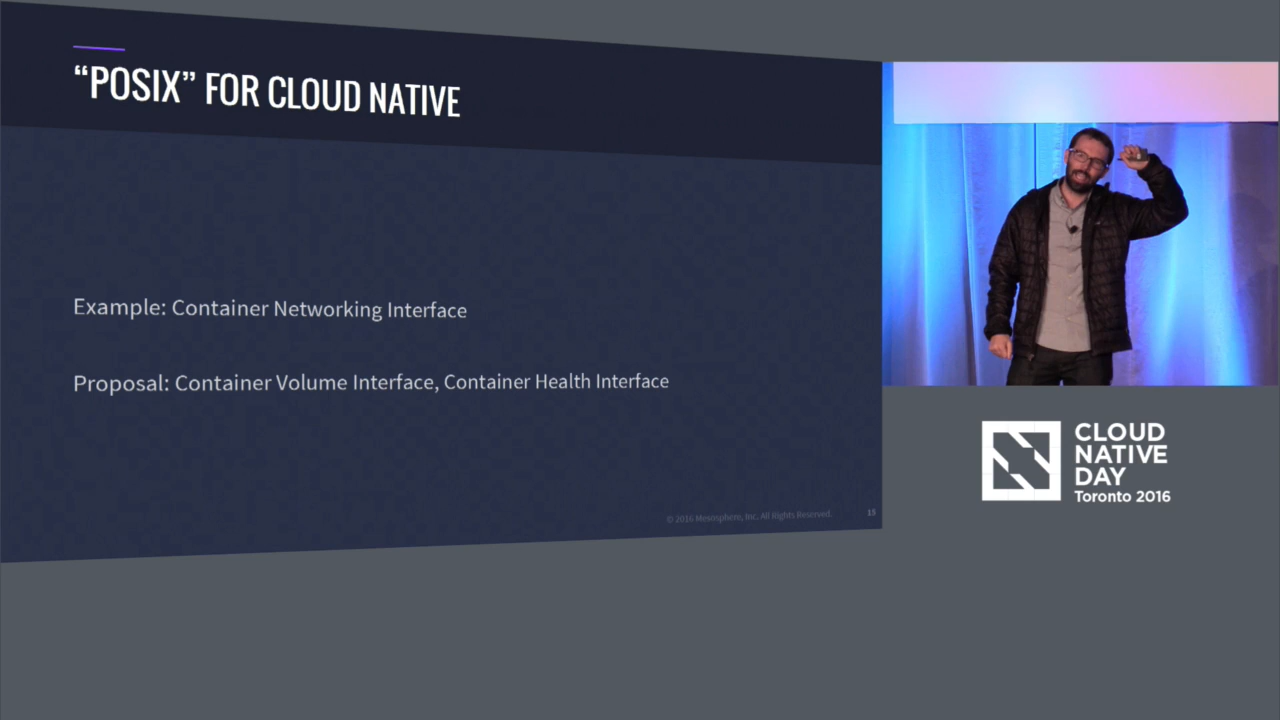 “POSIX” FOR CLOUD NATIVE
Example: Container Networking Interface
Proposal: Container Volume Interface, Container Health Interface
© 2016 Mesosphere, Inc. All Rights Reserved.
15
CLOUD
NATIVE
DAY
Toronto 2016